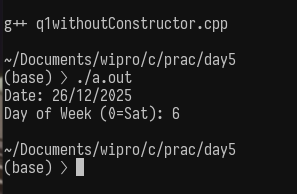 g++ q1withoutConstructor.cpp
~/Documents/wipro/c/prac/day5
(base) > ./a.out
Date: 26/12/2025
Day of Week (0=Sat): 6
~/Documents/wipro/c/prac/day5
(base) >